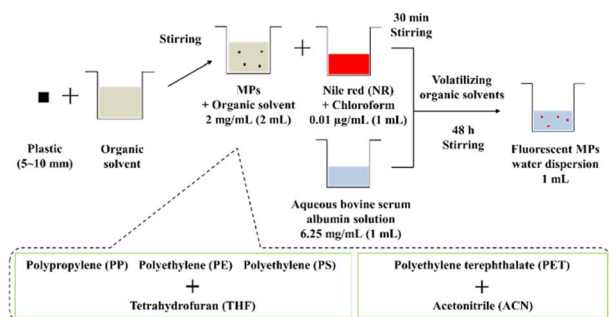 Stirring
30 min
Stirring
+
+
Plastic
(5~10 mm)
Organic
solvent
MPs
+ Organic solvent
2 mg/mL (2 mL)
Nile red (NR)
+ Chloroform
0.01 μg/mL (1 mL)
Volatilizing
organic solvents
48 h
Stirring
Fluorescent MPs
water dispersion
1 mL
Aqueous bovine serum
albumin solution
6.25 mg/mL (1 mL)
Polypropylene (PP) Polyethylene (PE) Polyethylene (PS)
+
Tetrahydrofuran (THF)
Polyethylene terephthalate (PET)
+
Acetonitrile (ACN)